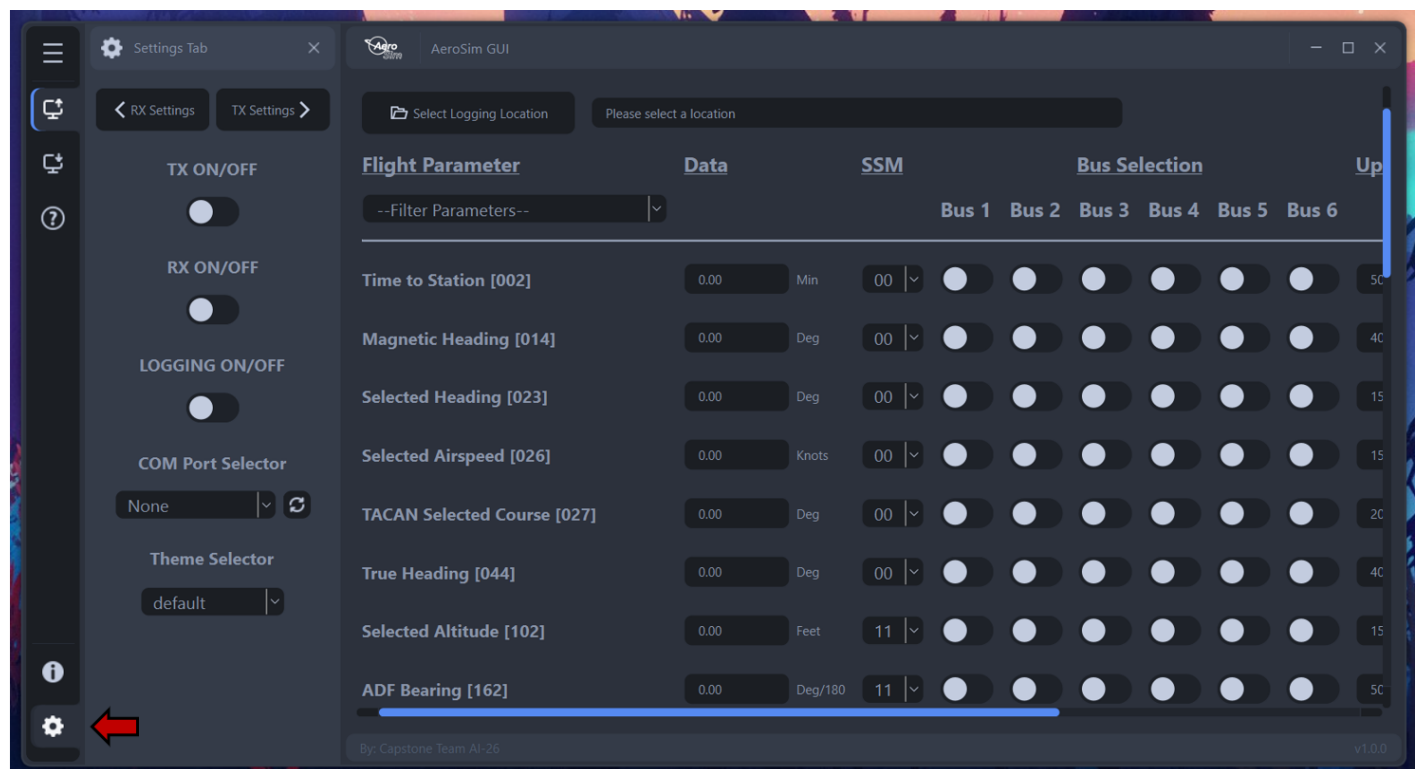 Settings Tab
Aero
Sim
AeroSim GUI
RX Settings
TX Settings
TX ON/OFF
RX ON/OFF
LOGGING ON/OFF
COM Port Selector
None
Theme Selector
default
Select Logging Location
Please select a location
Flight Parameter Data SSM Bus Selection Up
--Filter Parameters--
Bus 1 Bus 2 Bus 3 Bus 4 Bus 5 Bus 6
Time to Station [002] 0.00 Min 00 50
Magnetic Heading [014] 0.00 Deg 00 40
Selected Heading [023] 0.00 Deg 00 15
Selected Airspeed [026] 0.00 Knots 00 15
TACAN Selected Course [027] 0.00 Deg 00 20
True Heading [044] 0.00 Deg 00 40
Selected Altitude [102] 0.00 Feet 11 15
ADF Bearing [162] 0.00 Deg/180 11 50
By: Capstone Team AI-26
v1.0.0